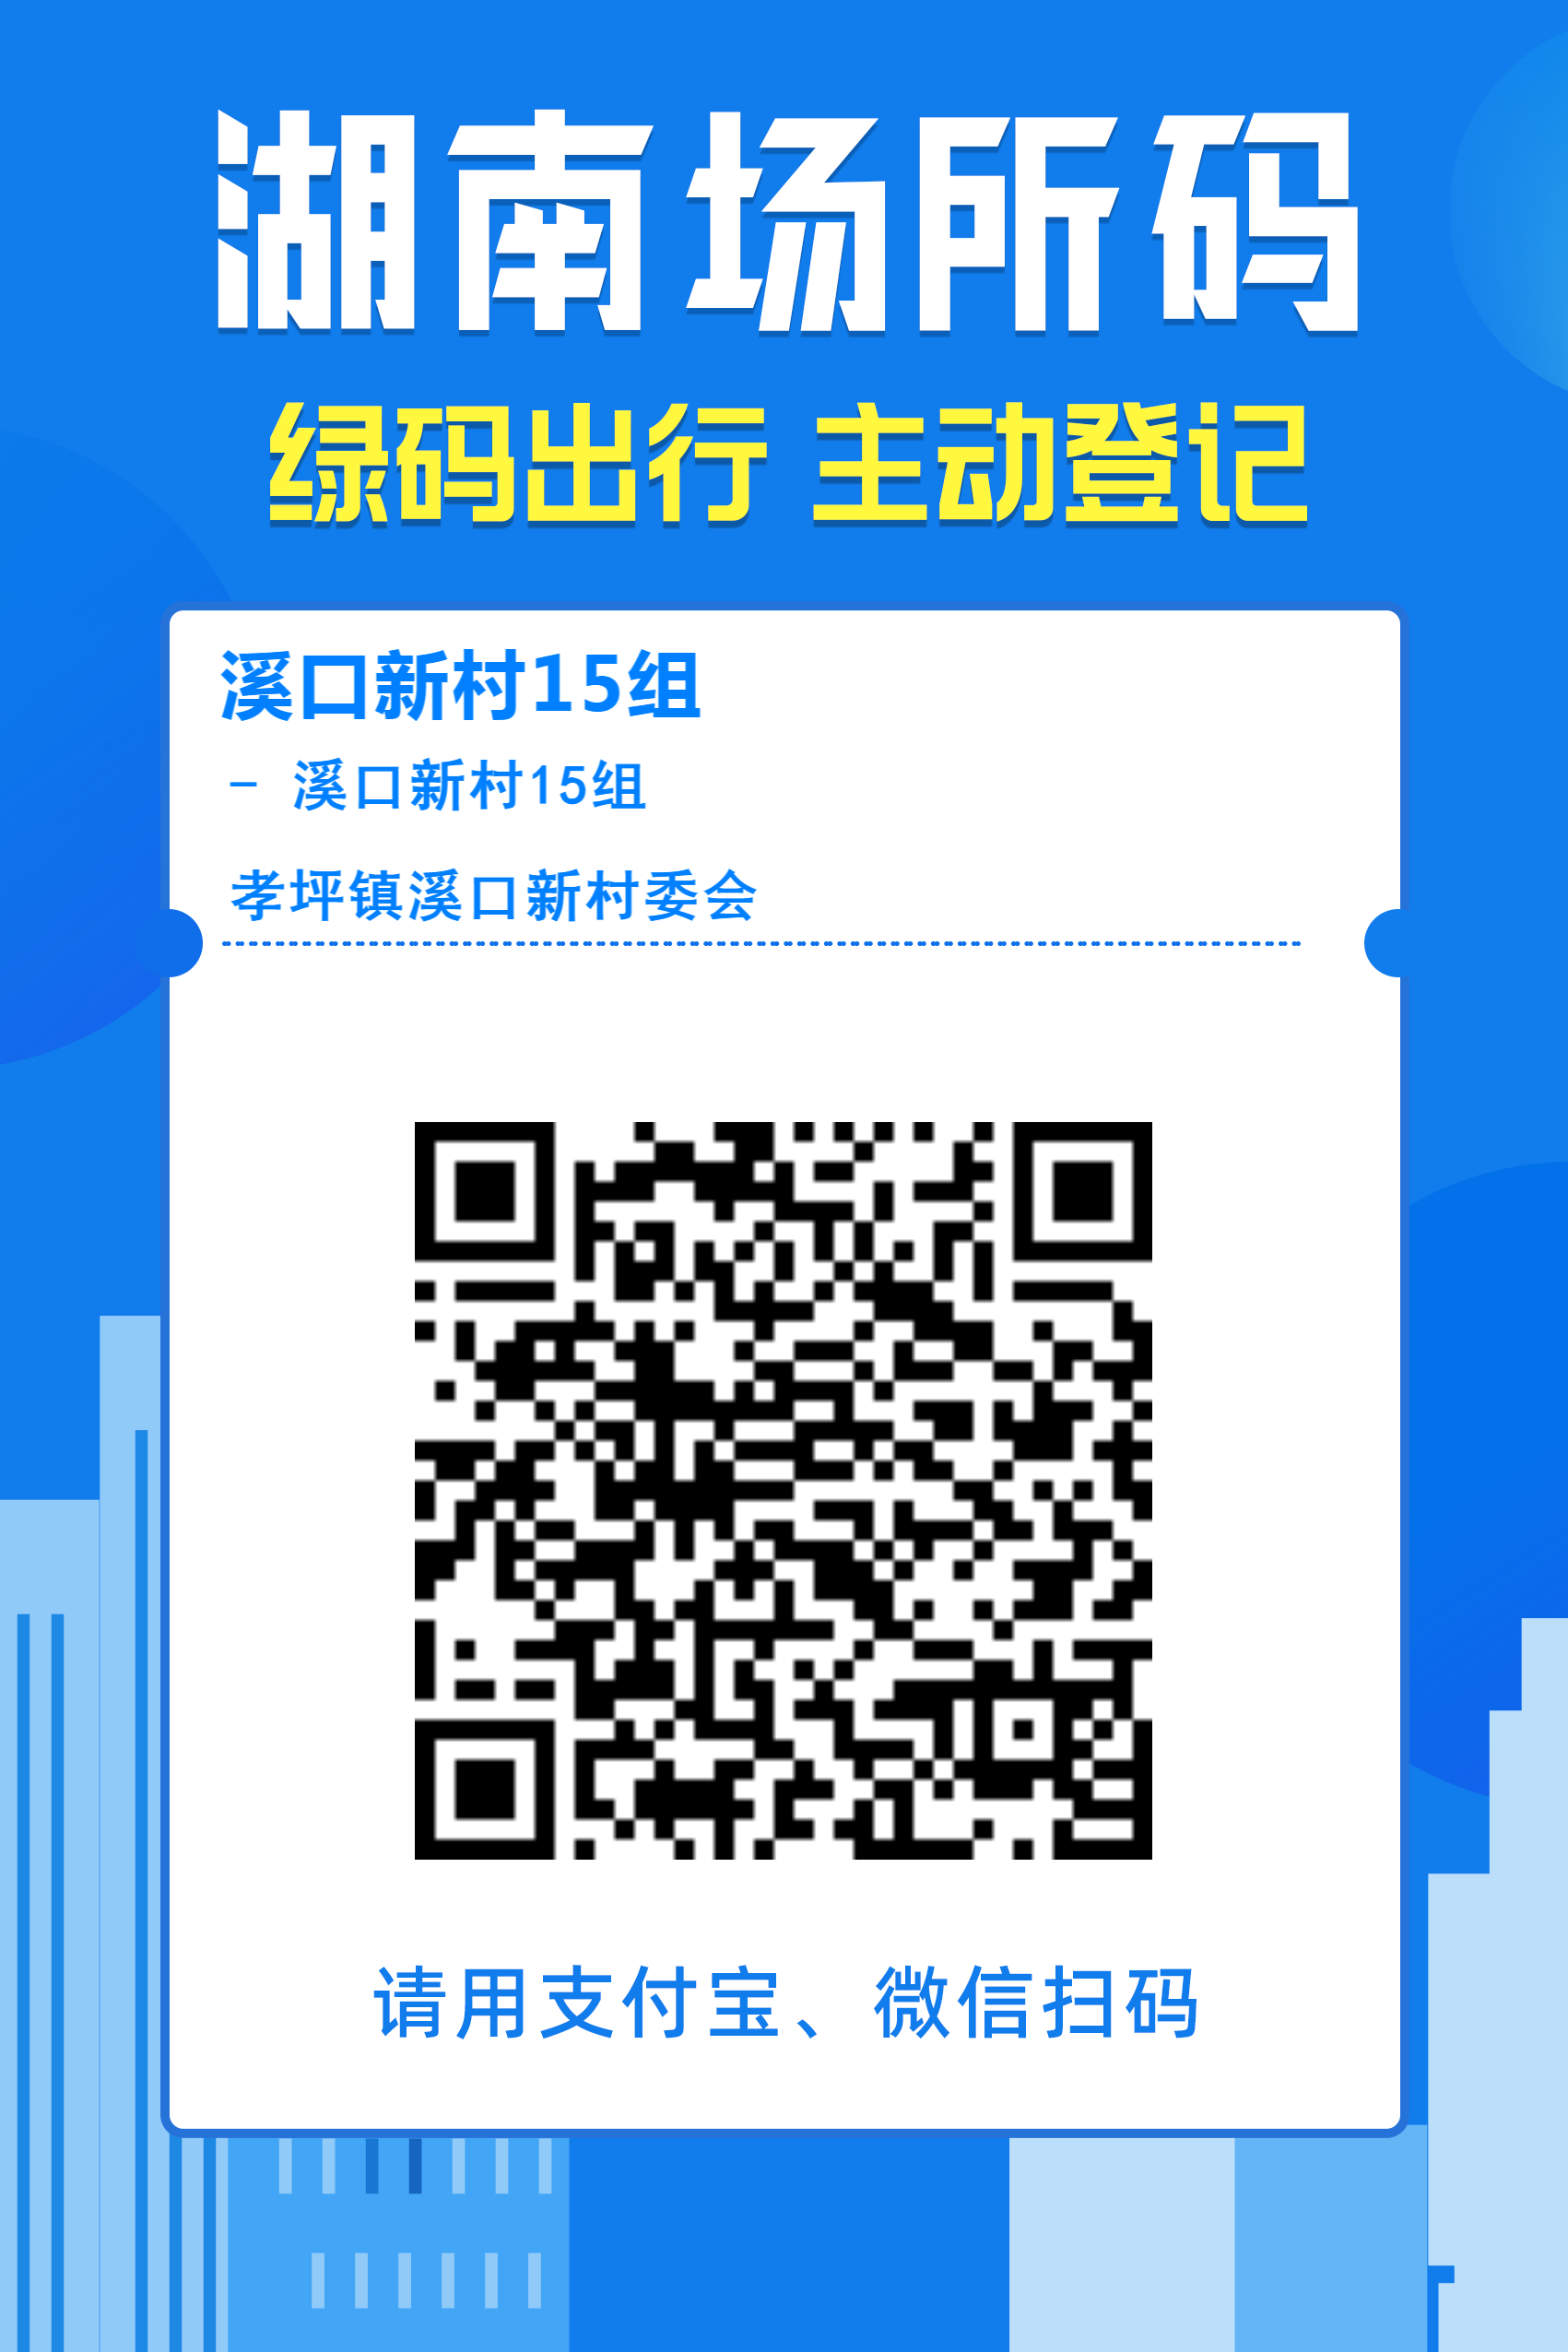 湖南场所码
绿码出行 主动登记
溪口新村15组
- 溪口新村15组
孝坪镇溪口新村委会
请用支付宝、微信扫码